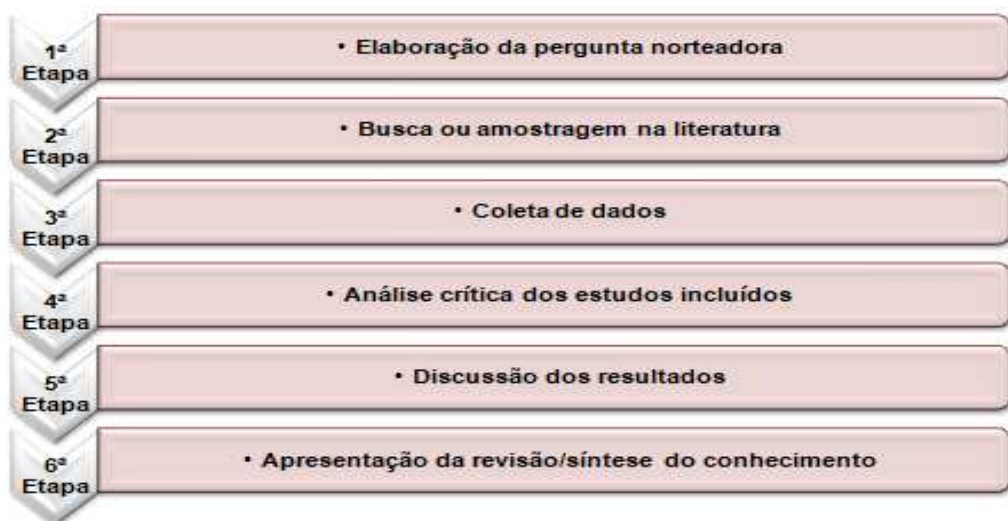 1ª
Etapa
• Elaboração da pergunta norteadora
2ª
Etapa
• Busca ou amostragem na literatura
3ª
Etapa
• Coleta de dados
4ª
Etapa
• Análise crítica dos estudos incluídos
5ª
Etapa
• Discussão dos resultados
6ª
Etapa
• Apresentação da revisão/síntese do conhecimento